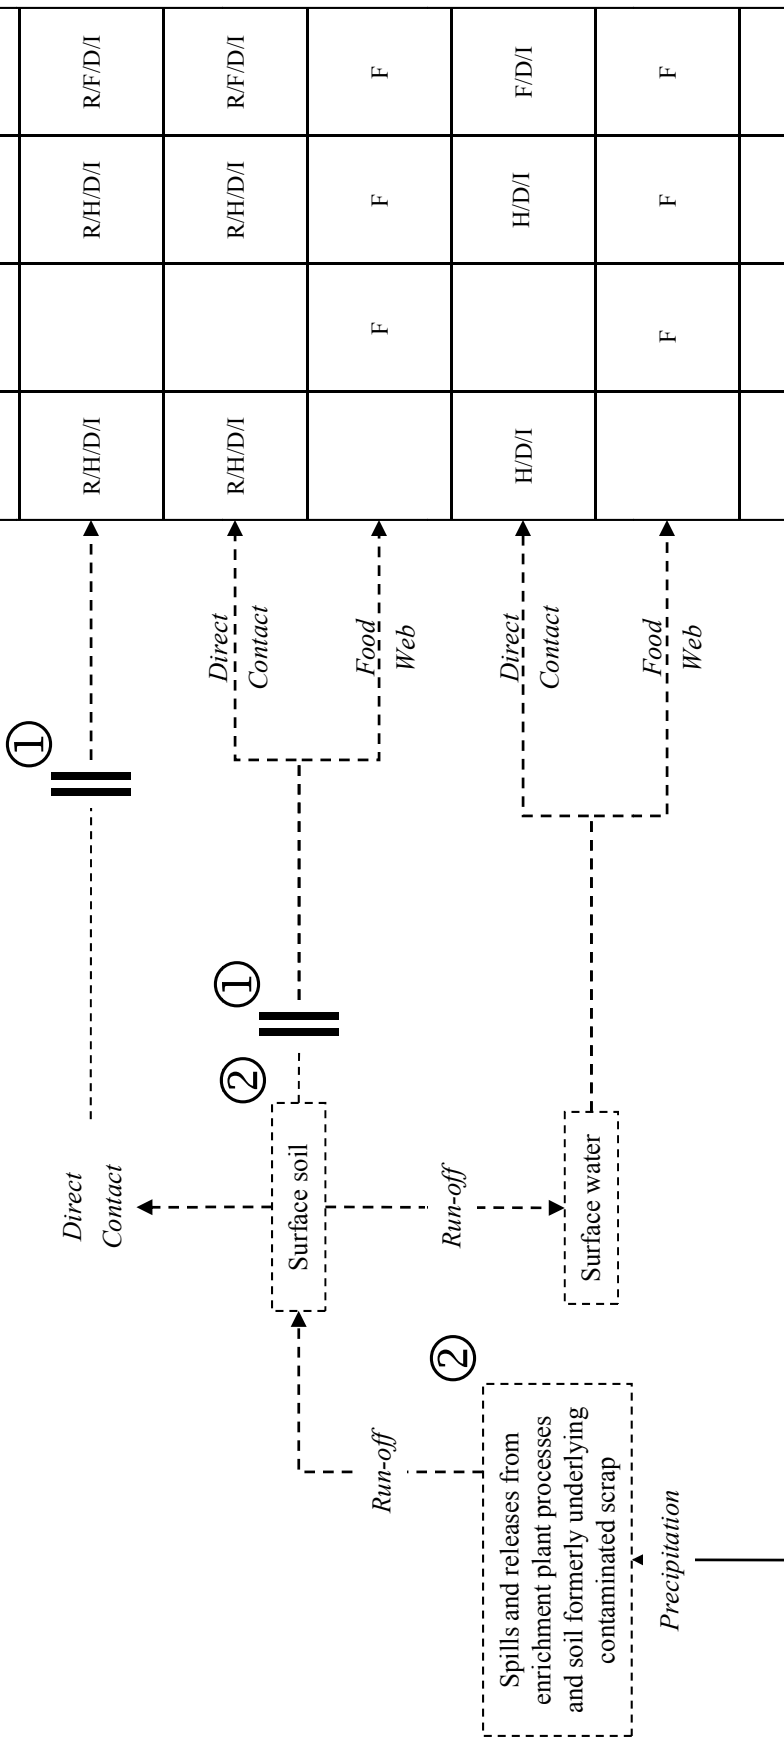 ①
Direct
Contact
R/H/D/I R/H/D/I R/F/D/I
② ①
Direct
Contact
R/H/D/I R/H/D/I R/F/D/I
Surface soil
Run-off
Food
Web
F F F
②
Run-off
Direct
Contact
H/D/I H/D/I F/D/I
Spills and releases from
enrichment plant processes
and soil formerly underlying
contaminated scrap
Surface water
Food
Web
F F F
Precipitation